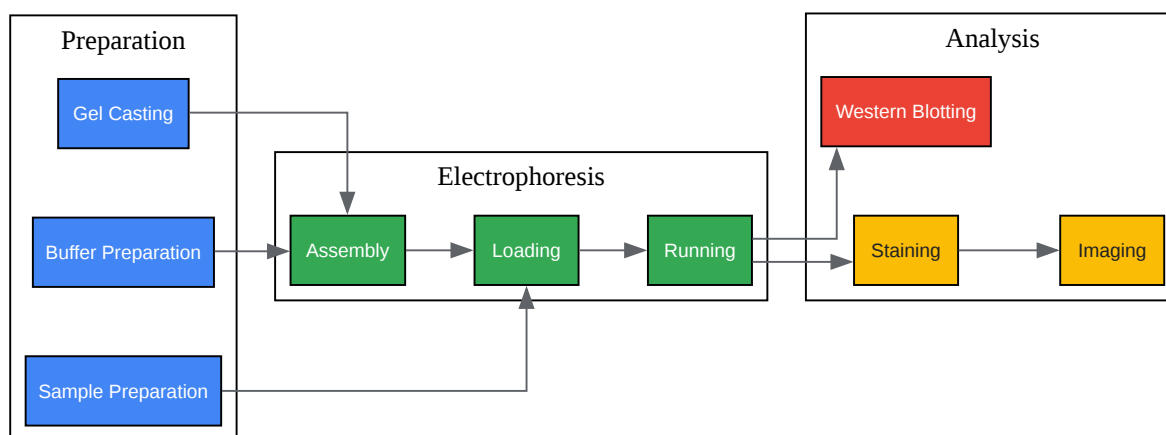 Preparation
Gel Casting
Buffer Preparation
Sample Preparation
Electrophoresis
Assembly
Loading
Running
Analysis
Western Blotting
Staining
Imaging